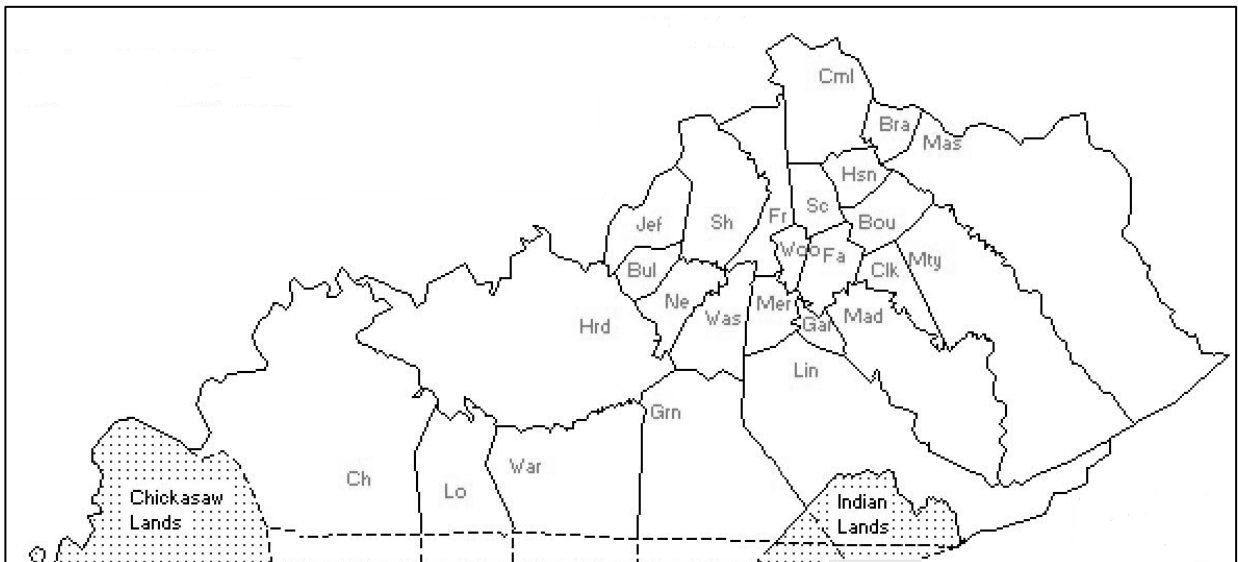 Cml
Bra
Mas
Hsn
Sc
Jef
Sh
Fr
Bou
Woo
Fa
Bul
Clk
Mty
Ne
Mer
Was
Gar
Mad
Hrd
Lin
Grn
War
Ch
Lo
Chickasaw
Lands
Indian
Lands